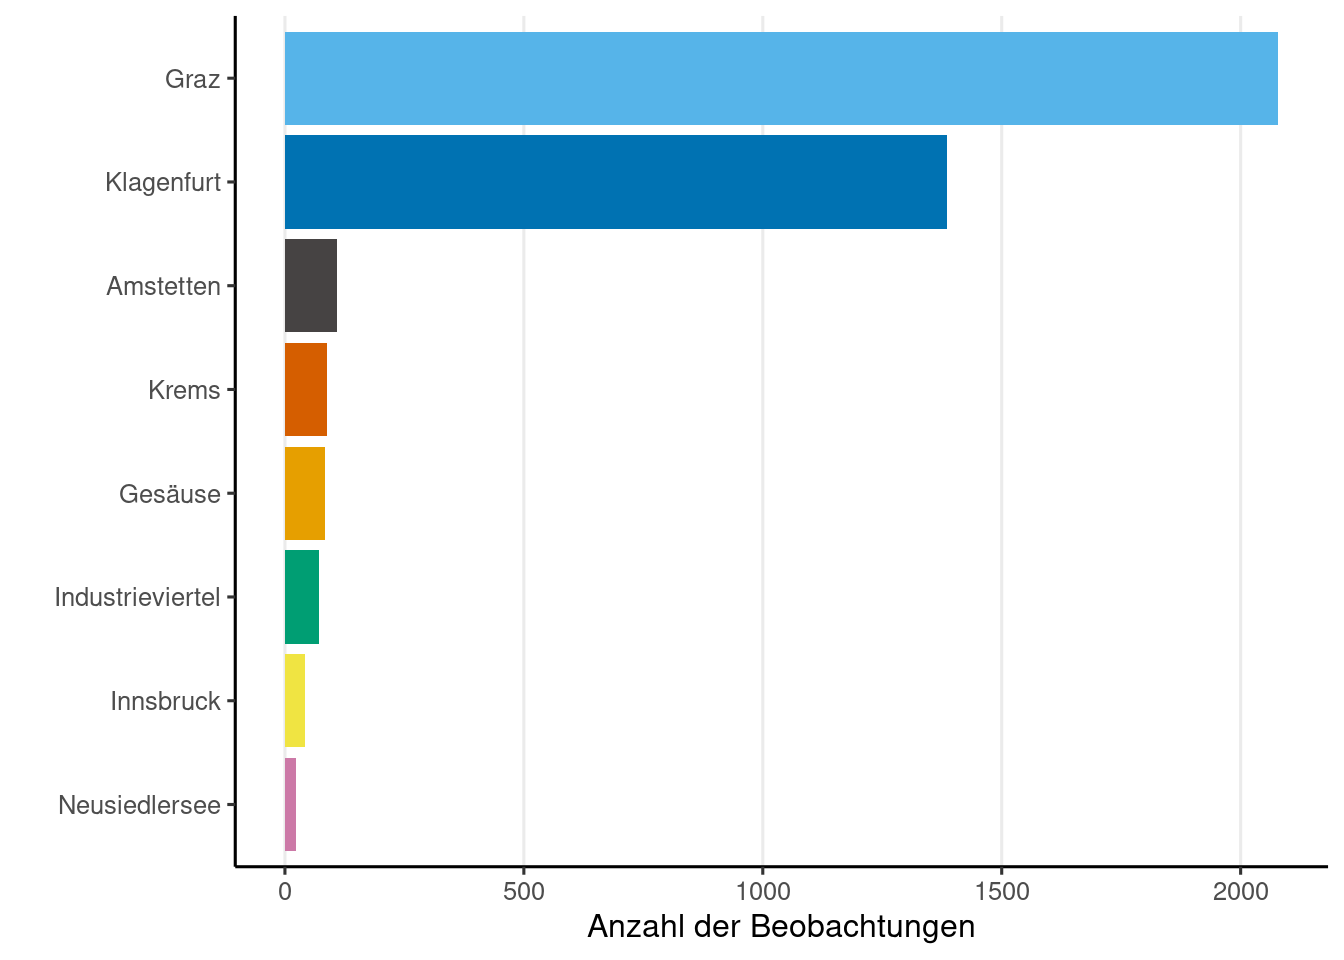 Graz
Klagenfurt
Amstetten
Krems
Gesäuse
Industrieviertel
Innsbruck
Neusiedlersee
0 500 1000 1500 2000
Anzahl der Beobachtungen